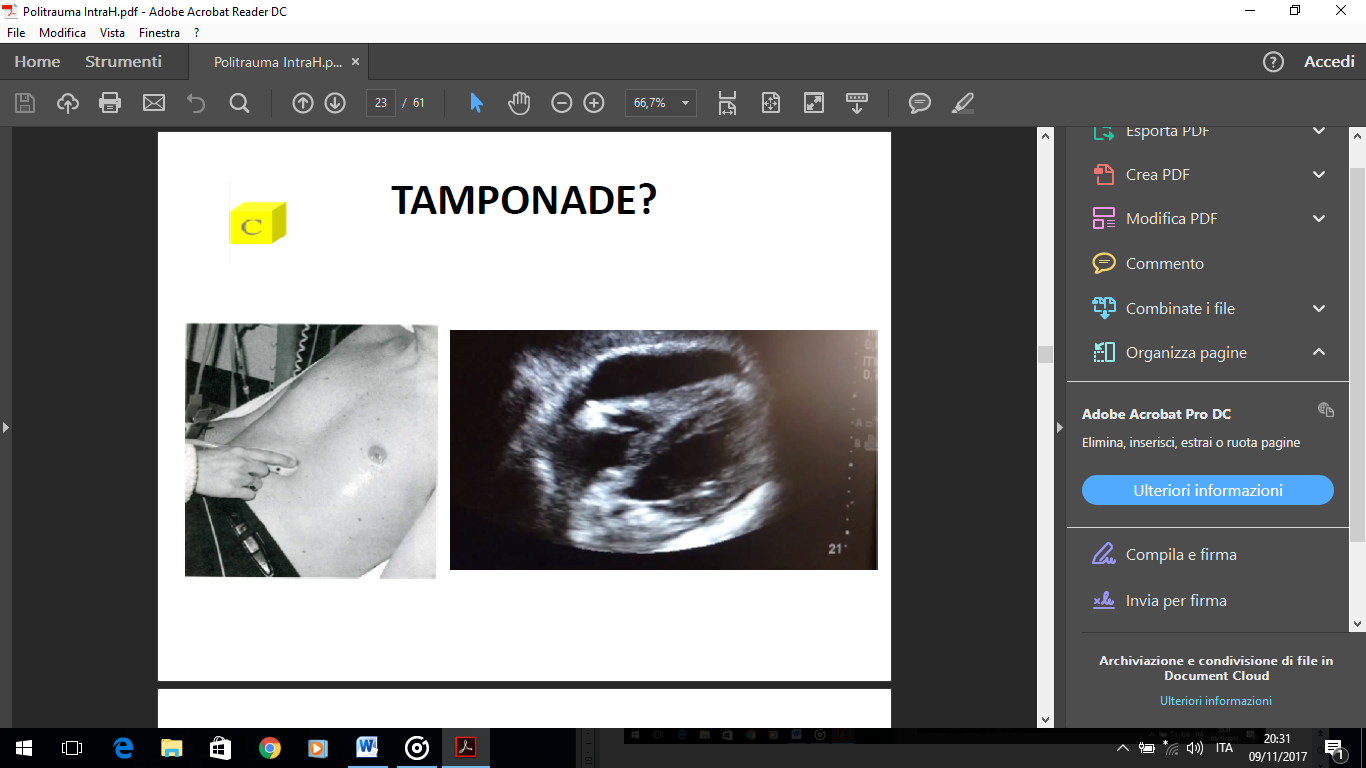 Politrauma IntraH.pdf - Adobe Acrobat Reader DC
File Modifica Vista Finestra ?
Home Strumenti Politrauma IntraH.p... × ? Accedi
23 / 61 66,7%
TAMPONADE?
C
21°
Esporta PDF
Crea PDF
Modifica PDF
Commento
Combinate i file
Organizza pagine
Adobe Acrobat Pro DC
Elimina, inserisci, estrai o ruota pagine
Ulteriori informazioni
Compila e firma
Invia per firma
Archiviazione e condivisione di file in
Document Cloud
Ulteriori informazioni
ITA
20:31
09/11/2017
1